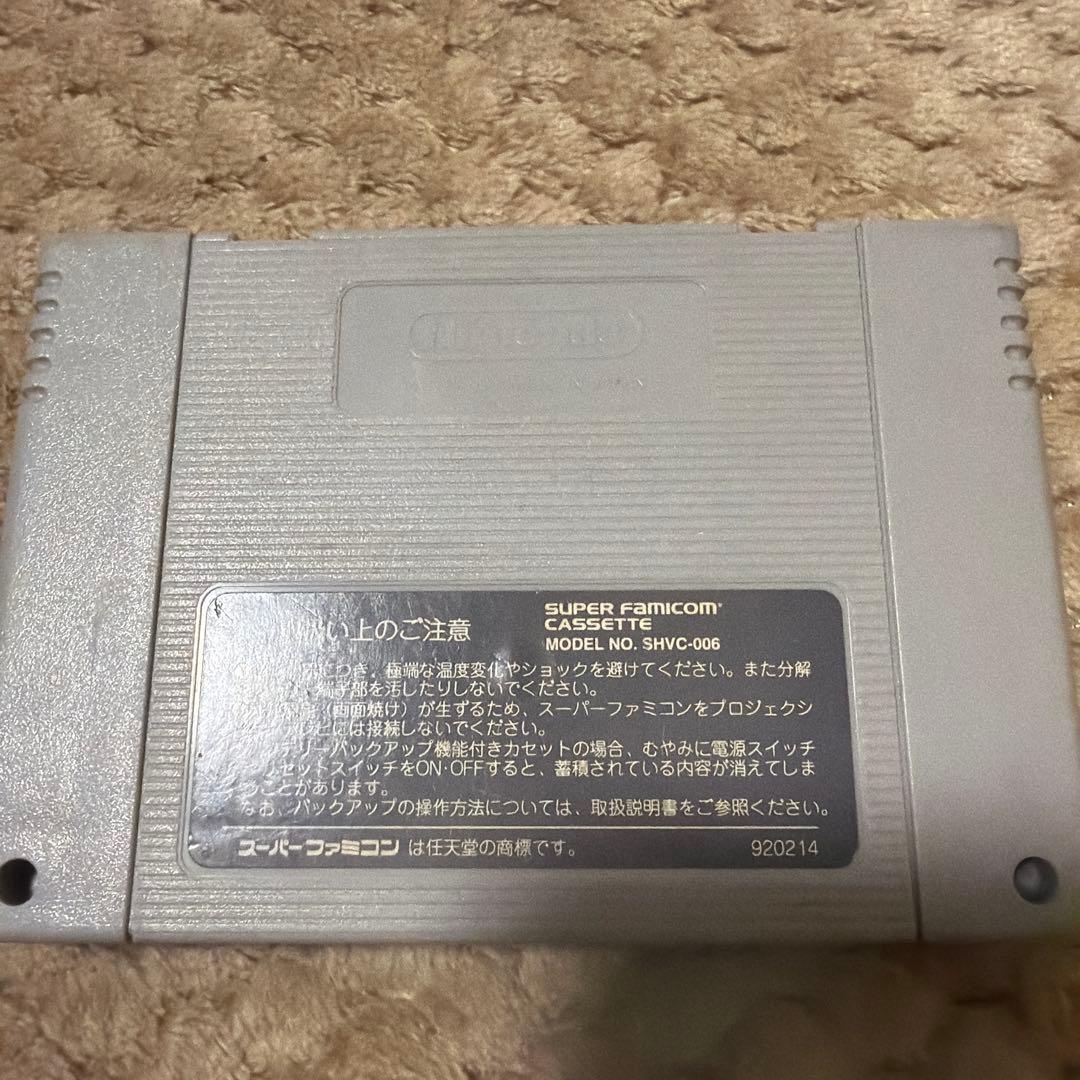 Nintendo
い上のご注意
SUPER FAMICOM
CASSETTE
MODEL NO. SHVC-006
につき、極端な温度変化やショックを避けてください。また分解
部を汚したりしないでください。
(画面焼け)が生ずるため、スーパーファミコンをプロジェクシ
には接続しないでください。
リーバックアップ機能付きカセットの場合、むやみに電源スイッチ
セットスイッチをON・OFFすると、蓄積されている内容が消えてしま
ことがあります。
なお、バックアップの操作方法については、取扱説明書をご参照ください。
スーパーファミコン は任天堂の商標です。
920214